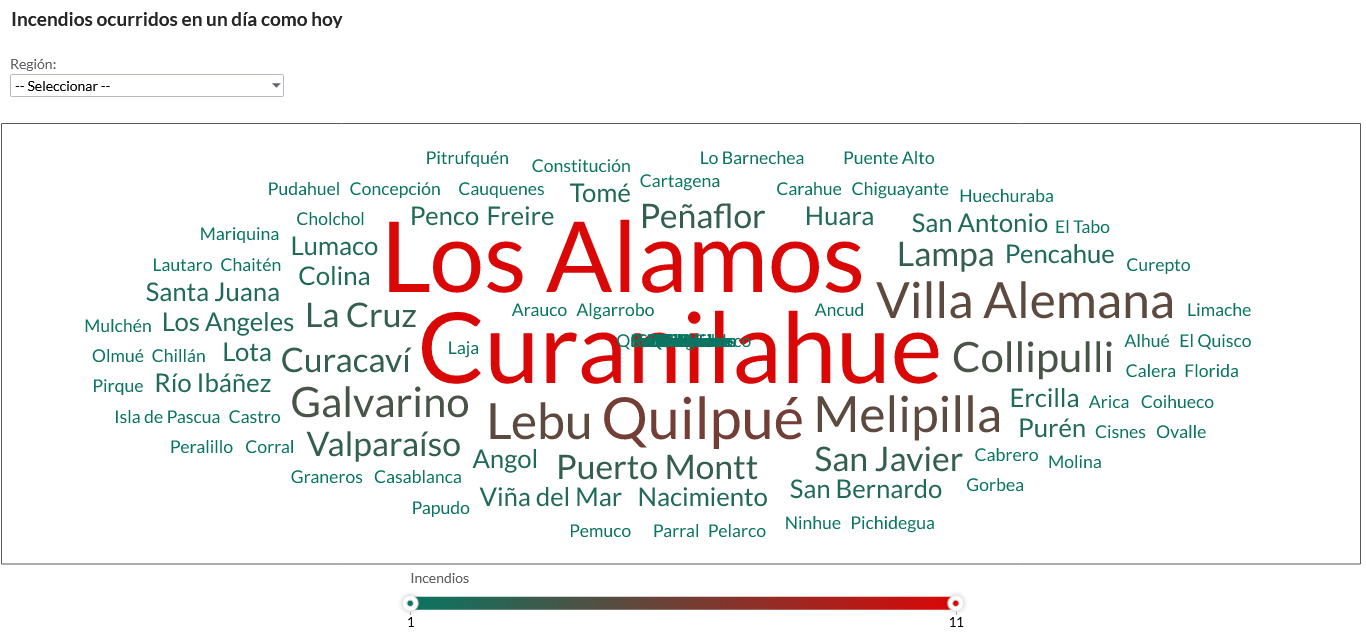 Incendios ocurridos en un día como hoy
Región:
-- Seleccionar --
Pitrufquén Constitución Lo Barnechea Puente Alto
Pudahuel Concepción Cauquenes Tomé Cartagena Carahue Chiguayante Huechuraba
Cholchol Penco Freire Peñaflor Huara San Antonio El Tabo
Mariquina Lumaco Los Alamos Lampa Pencahue
Lautaro Chaitén Colina Curepto
Santa Juana La Cruz Arauco Algarrobo Ancud Villa Alemana Limache
Mulchén Los Angeles Curanilahue Alhué El Quisco
Olmué Chillán Lota Curacaví Laja Collipulli Calera Florida
Pirque Río Ibáñez Galvarino Lebu Quilpué Melipilla Ercilla Arica Coihueco
Isla de Pascua Castro Valparaíso Purén Cisnes Ovalle
Peralillo Corral Angol Puerto Montt San Javier Cabrero Molina
Graneros Casablanca Viña del Mar Nacimiento San Bernardo Gorbea
Papudo
Pemuco Parral Pelarco Ninhue Pichidegua
Incendios
1 11